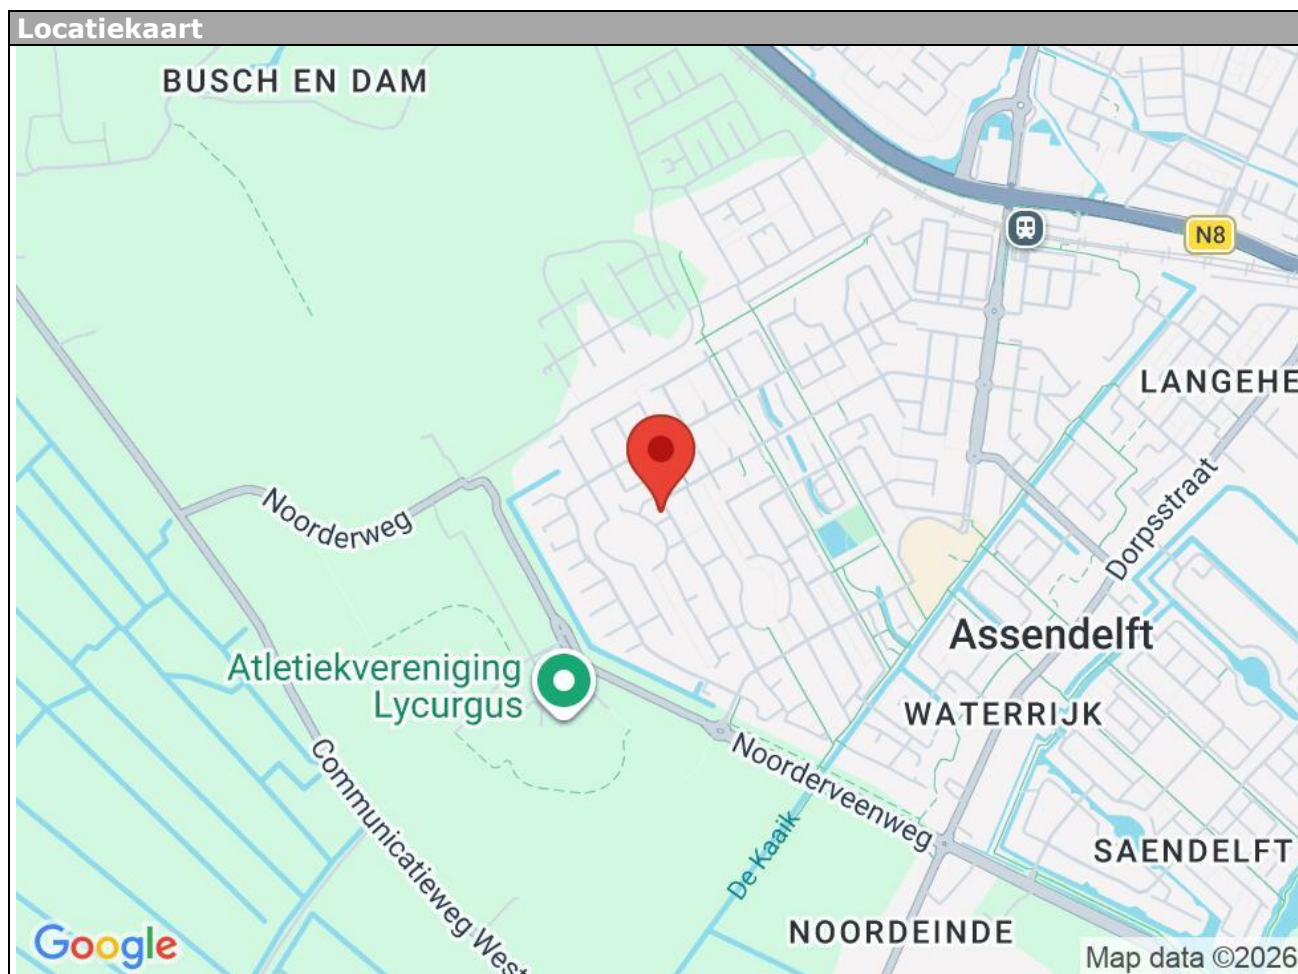 Locatiekaart
BUSCH EN DAM
N8
LANGEHE
Noorderweg
Dorpsstraat
Assendelft
Atletiekvereniging
Lycurgus
WATERRIJK
Communicatieweg West
Noorderveenweg
De Kaaik
SAENDELFT
NOORDEINDE
Google
Map data ©2026